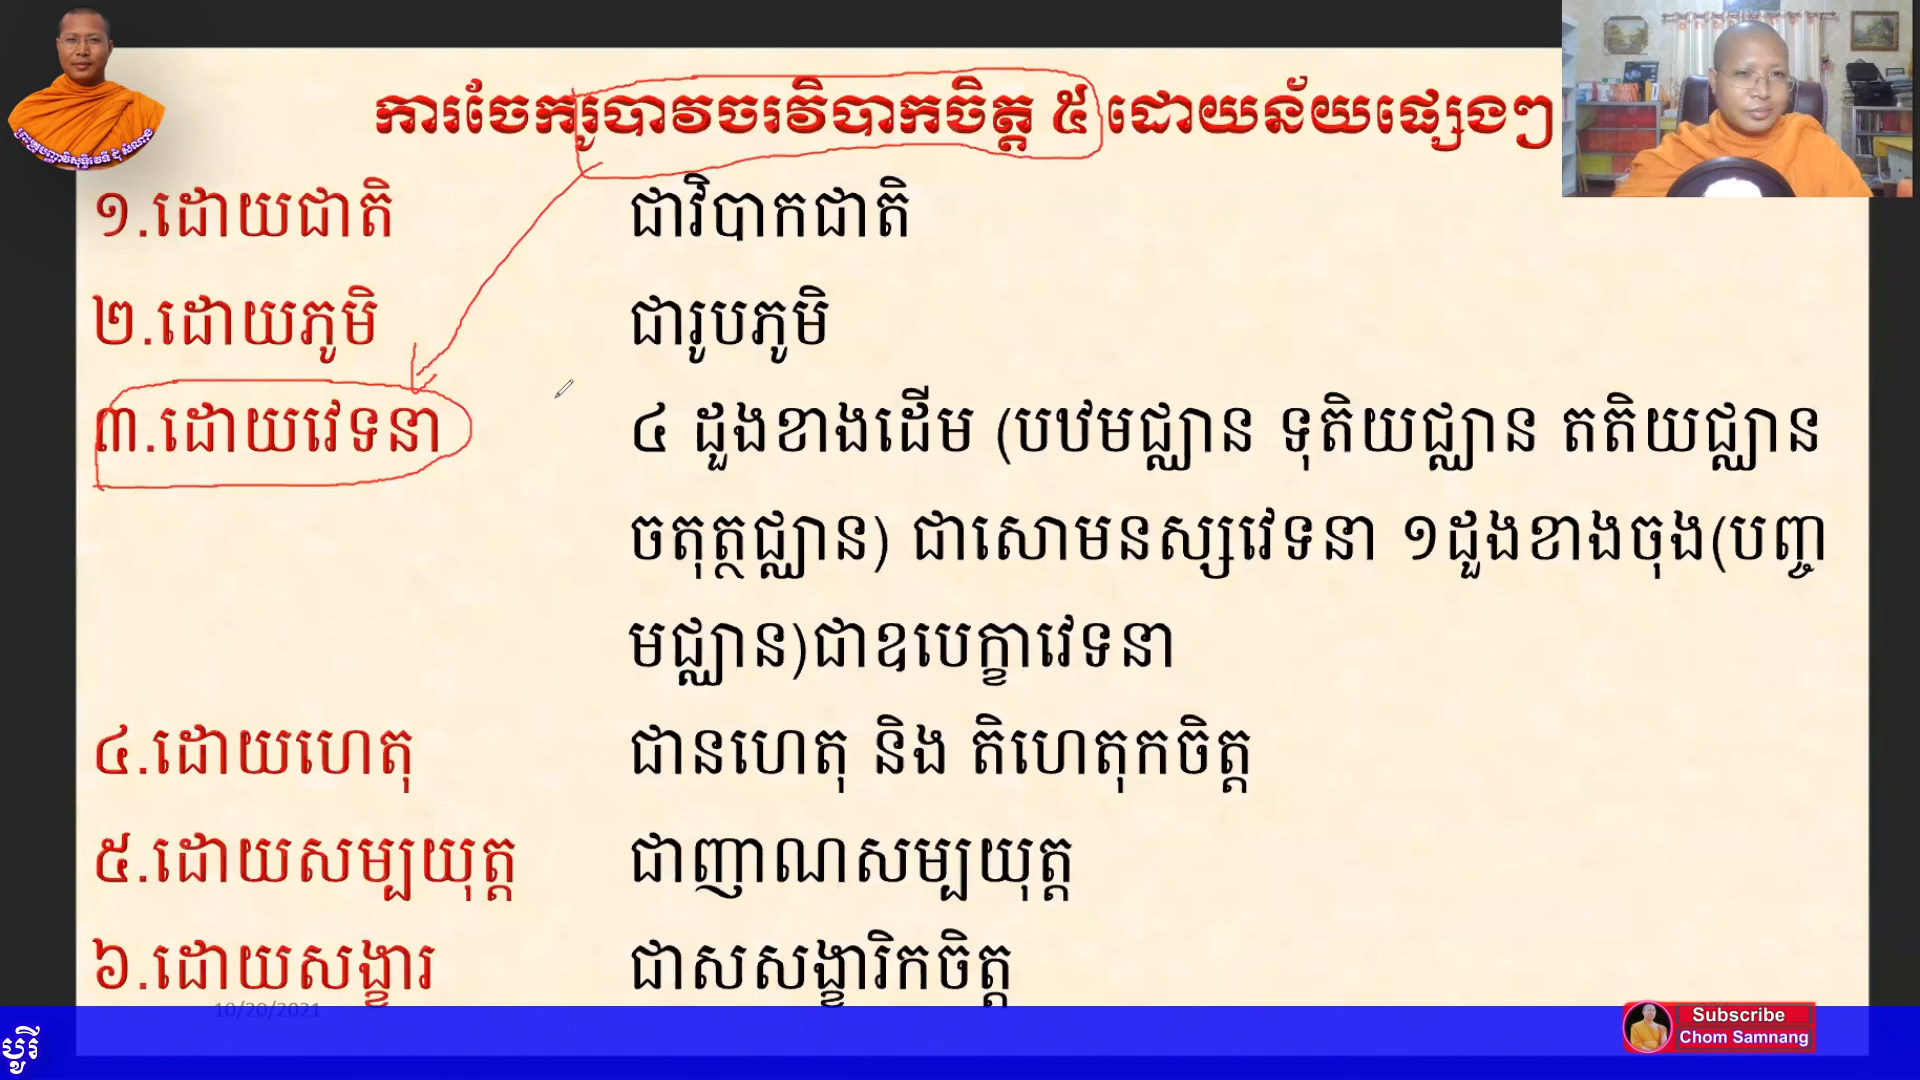 ការចែករូបាវចរវិបាកចិត្ត ៥ ដោយន័យផ្សេងៗ
១.ដោយជាតិ ជាវិបាកជាតិ
២.ដោយភូមិ ជារូបភូមិ
៣.ដោយវេទនា ៤ ដួងខាងដើម (បឋមជ្ឈាន ទុតិយជ្ឈាន តតិយជ្ឈាន
ចតុត្ថជ្ឈាន) ជាសោមនស្សវេទនា ១ដួងខាងចុង(បញ្ច
មជ្ឈាន)ជាឧបេក្ខាវេទនា
៤.ដោយហេតុ ជានហេតុ និង តិហេតុកចិត្ត
៥.ដោយសម្បយុត្ត ជាញាណសម្បយុត្ត
៦.ដោយសង្ខារ ជាសសង្ខារិកចិត្ត
10/20/2021
Subscribe
Chom Samnang